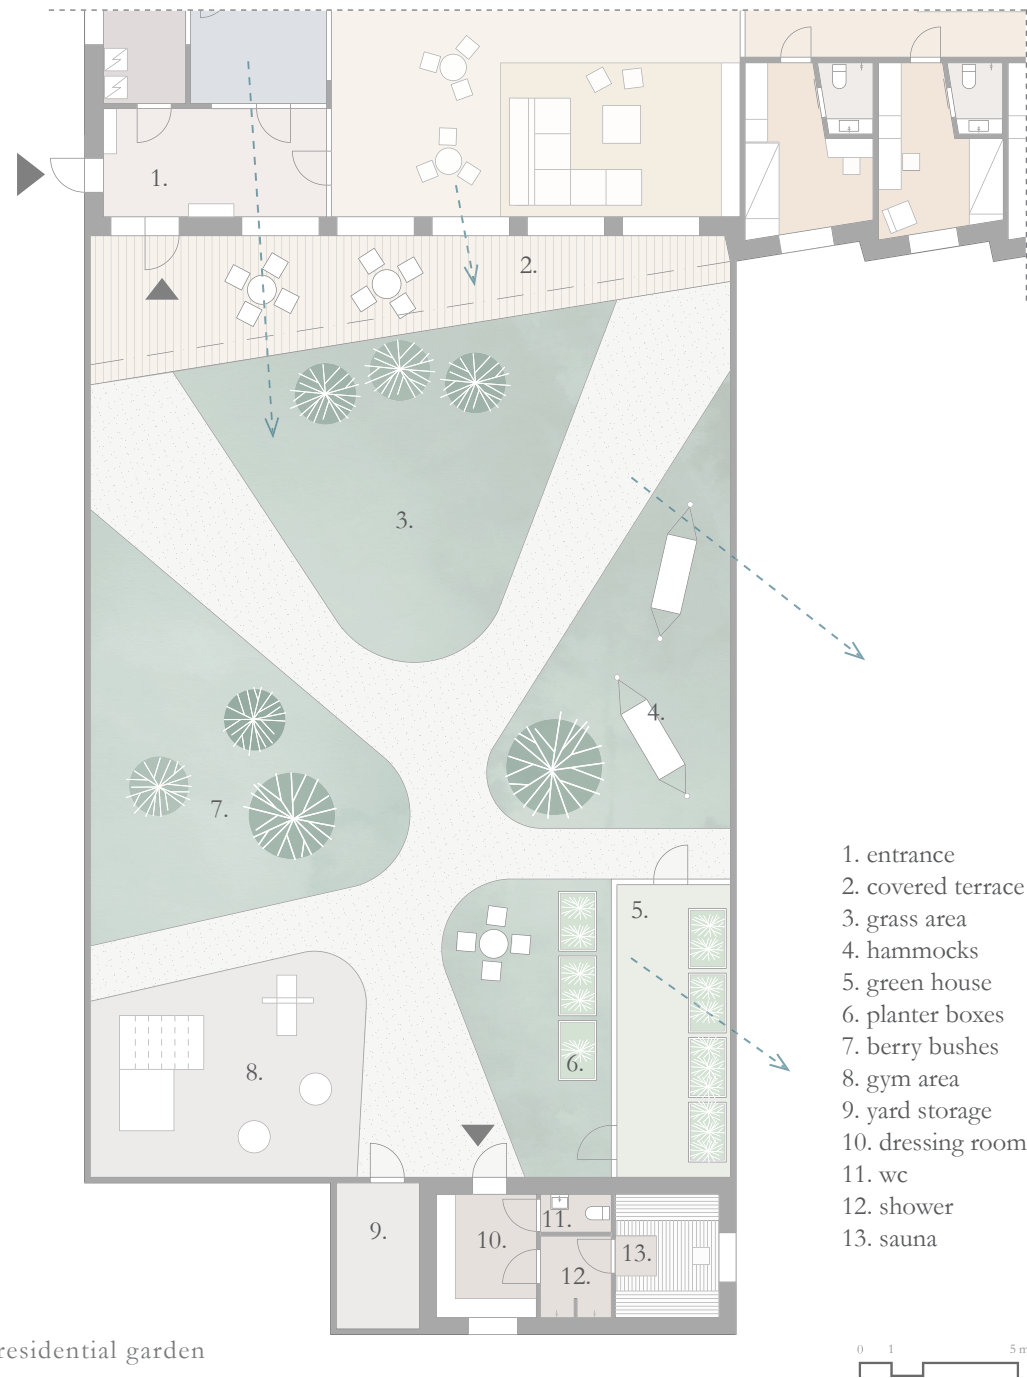 1.
2.
3.
4.
7.
5.
6.
8.
9.
10.
11.
12.
13.
1. entrance
2. covered terrace
3. grass area
4. hammocks
5. green house
6. planter boxes
7. berry bushes
8. gym area
9. yard storage
10. dressing room
11. wc
12. shower
13. sauna
residential garden
0 1 5 m